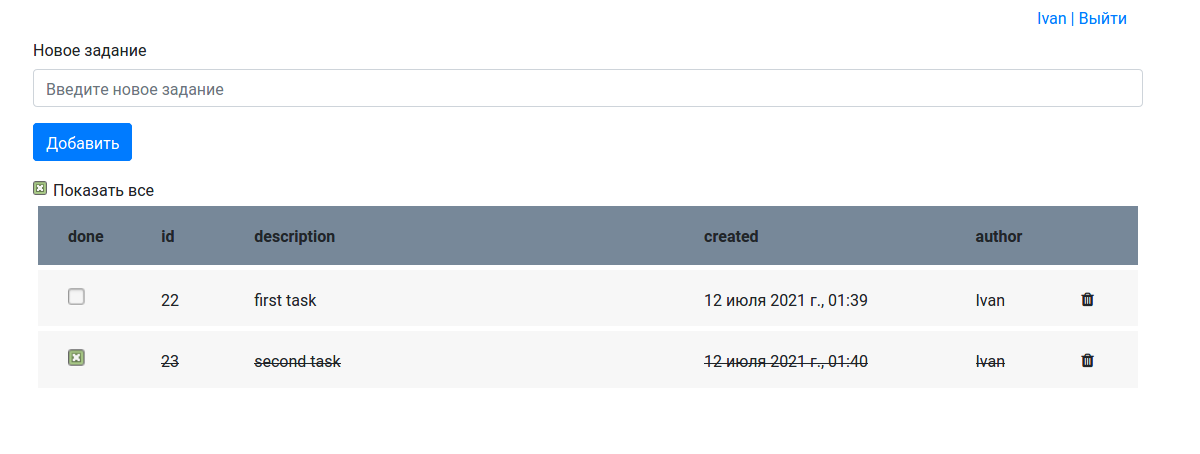 Ivan | Выйти
Новое задание
Введите новое задание
Добавить
Показать все
done id description created author
22 first task 12 июля 2021 г., 01:39 Ivan
23 second task 12 июля 2021 г., 01:40 Ivan